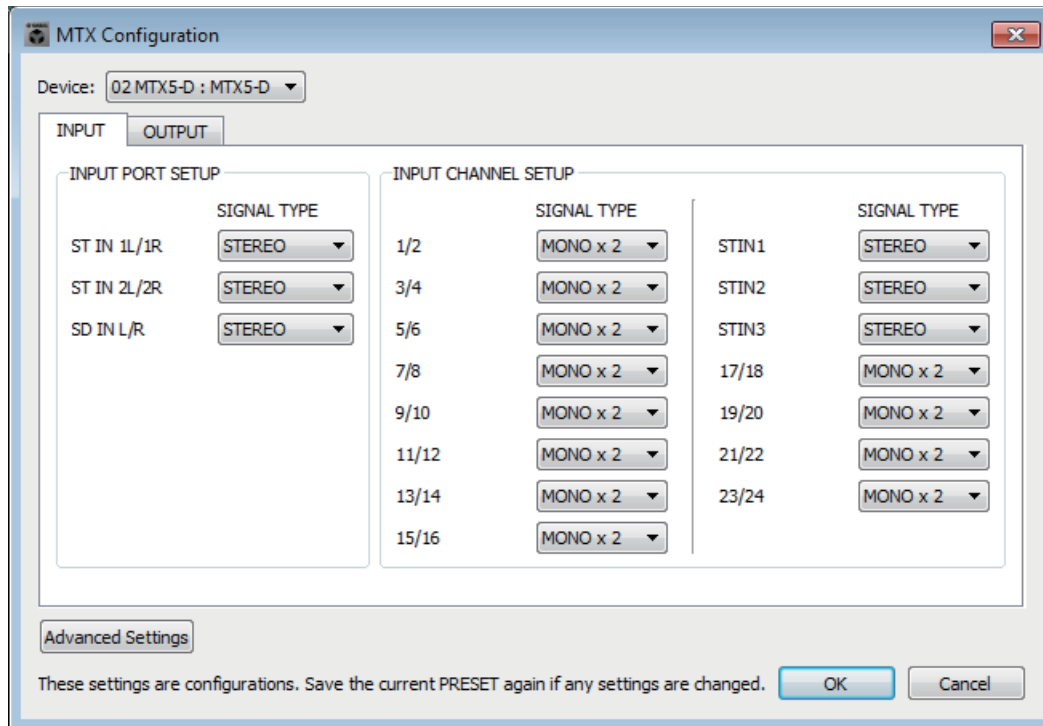 MTX Configuration
Device: 02 MTX5-D : MTX5-D
INPUT OUTPUT
INPUT PORT SETUP
SIGNAL TYPE
ST IN 1L/1R STEREO
ST IN 2L/2R STEREO
SD IN L/R STEREO
INPUT CHANNEL SETUP
SIGNAL TYPE
1/2 MONO x 2
3/4 MONO x 2
5/6 MONO x 2
7/8 MONO x 2
9/10 MONO x 2
11/12 MONO x 2
13/14 MONO x 2
15/16 MONO x 2
SIGNAL TYPE
STIN1 STEREO
STIN2 STEREO
STIN3 STEREO
17/18 MONO x 2
19/20 MONO x 2
21/22 MONO x 2
23/24 MONO x 2
Advanced Settings
These settings are configurations. Save the current PRESET again if any settings are changed. OK Cancel